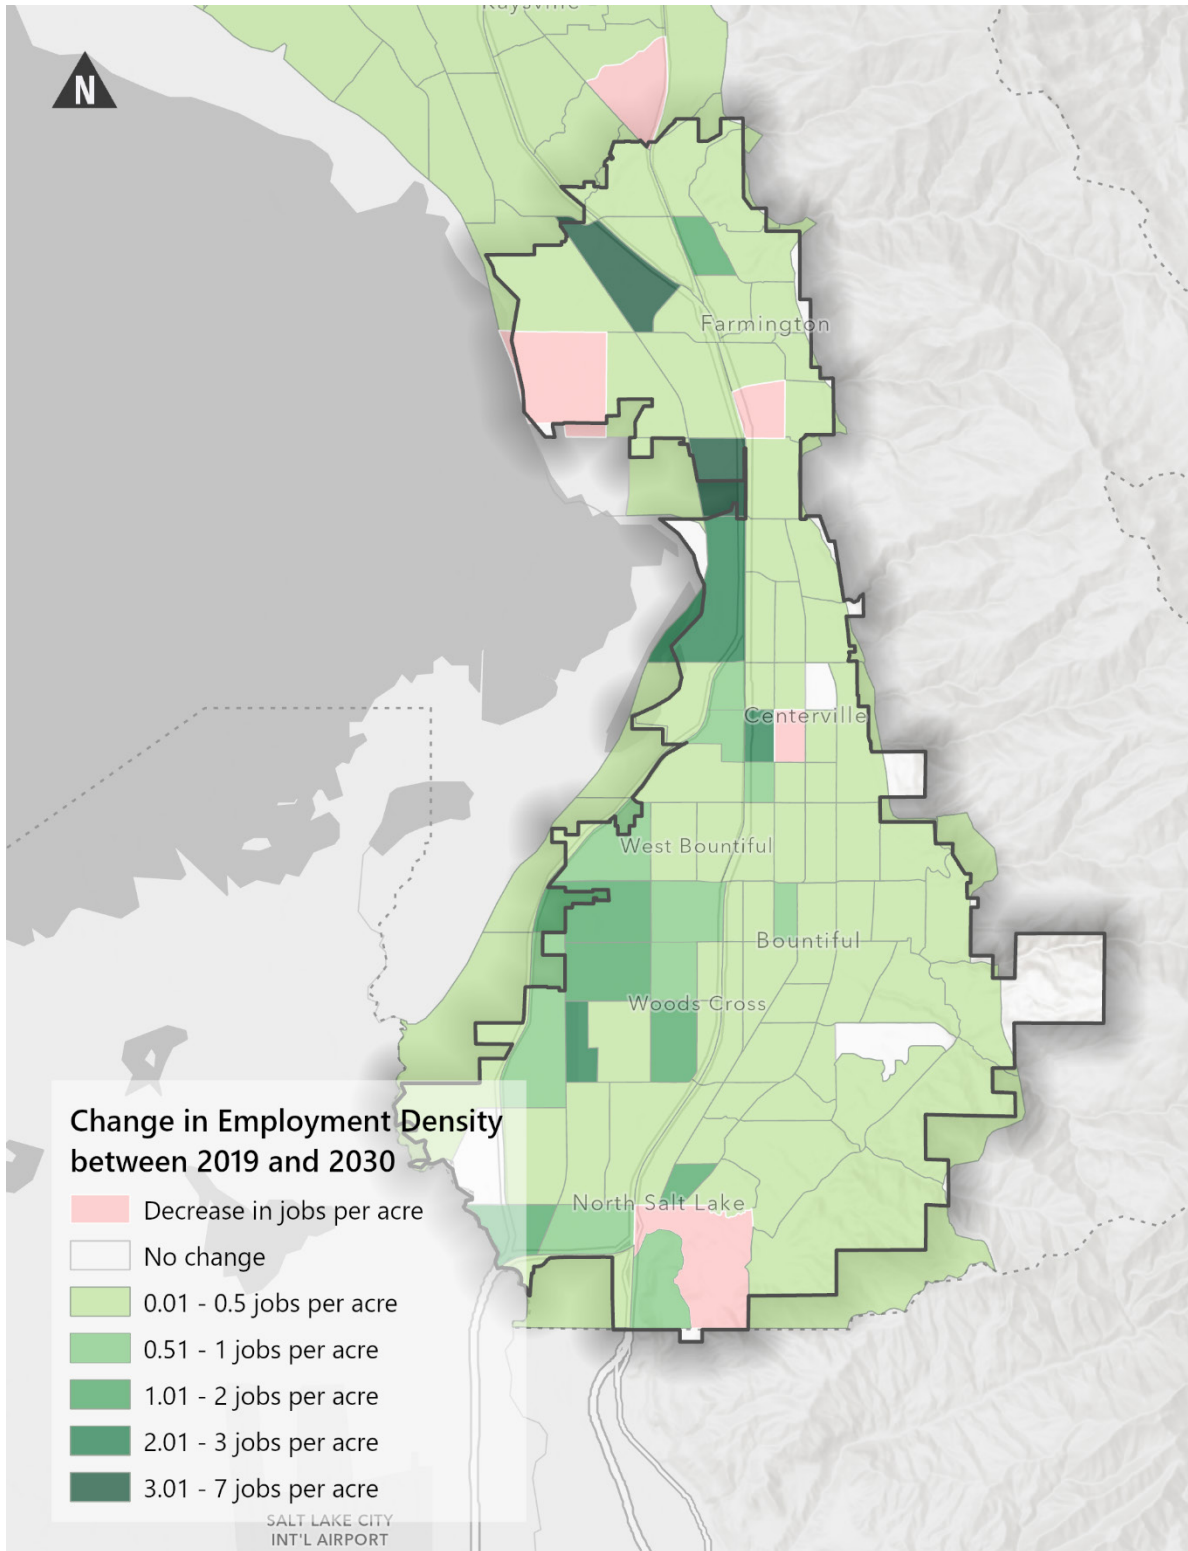 Kaysville
N
Farmington
Centerville
West Bountiful
Bountiful
Woods Cross
North Salt Lake
Change in Employment Density
between 2019 and 2030
Decrease in jobs per acre
No change
0.01 - 0.5 jobs per acre
0.51 - 1 jobs per acre
1.01 - 2 jobs per acre
2.01 - 3 jobs per acre
3.01 - 7 jobs per acre
SALT LAKE CITY
INT'L AIRPORT